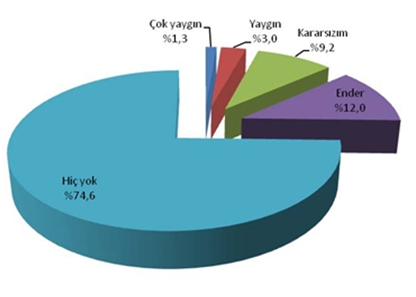 Çok yaygın
%1,3
Yaygın
%3,0
Kararsızım
%9,2
Ender
%12,0
Hiç yok
%74,6